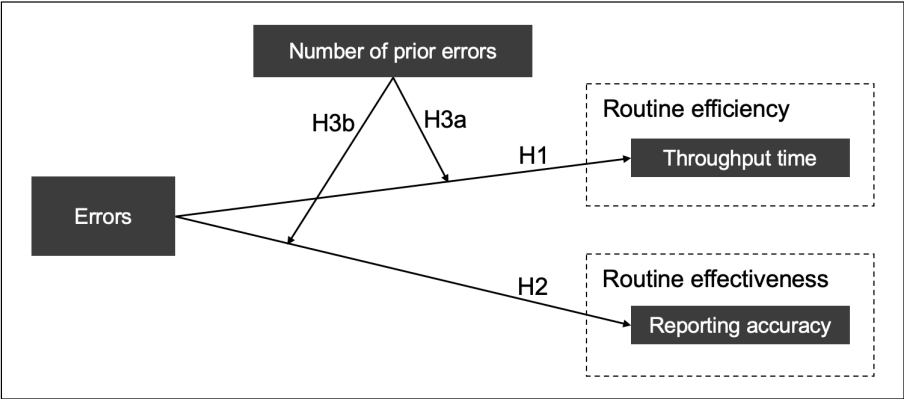 Number of prior errors
H3b
H3a
Routine efficiency
H1
Throughput time
Errors
Routine effectiveness
H2
Reporting accuracy